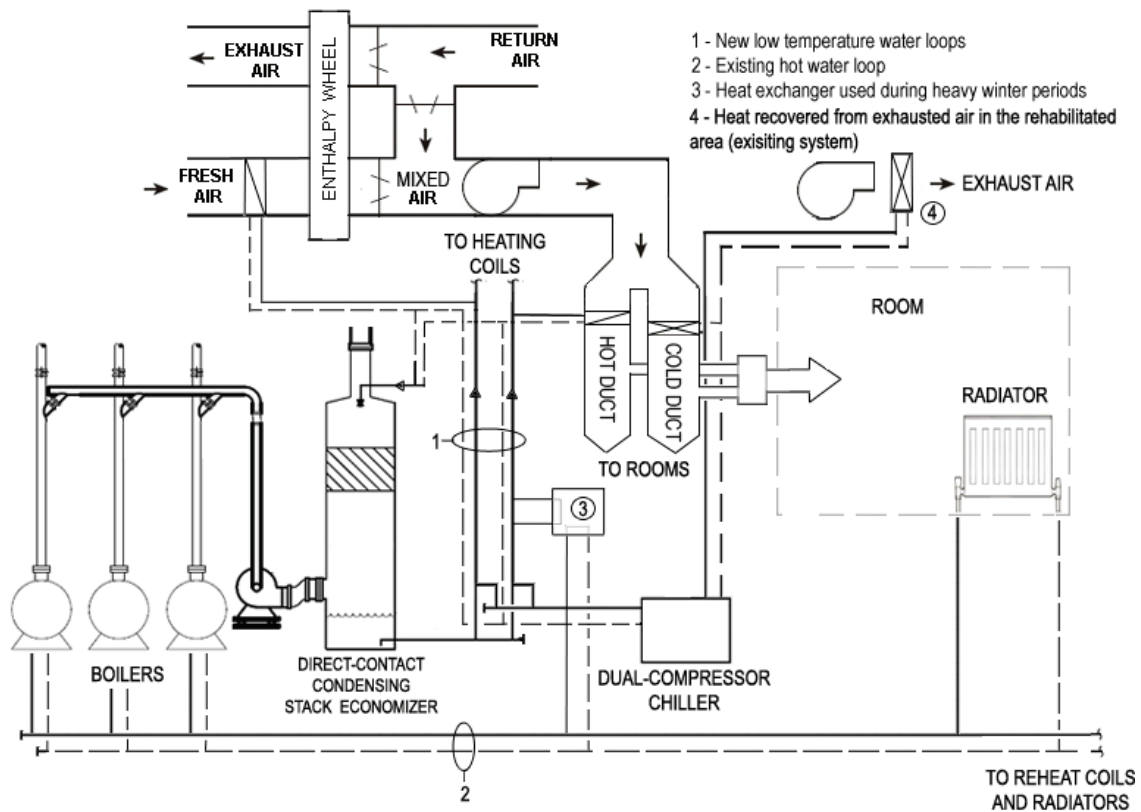 EXHAUST
AIR
RETURN
AIR
ENTHALPY WHEEL
FRESH
AIR
MIXED
AIR
1 - New low temperature water loops
2 - Existing hot water loop
3 - Heat exchanger used during heavy winter periods
4 - Heat recovered from exhausted air in the rehabilitated
area (exisiting system)
EXHAUST AIR
4
TO HEATING
COILS
ROOM
HOT DUCT
COLD DUCT
RADIATOR
1
TO ROOMS
3
BOILERS
DIRECT-CONTACT
CONDENSING
STACK ECONOMIZER
DUAL-COMPRESSOR
CHILLER
2
TO REHEAT COILS
AND RADIATORS